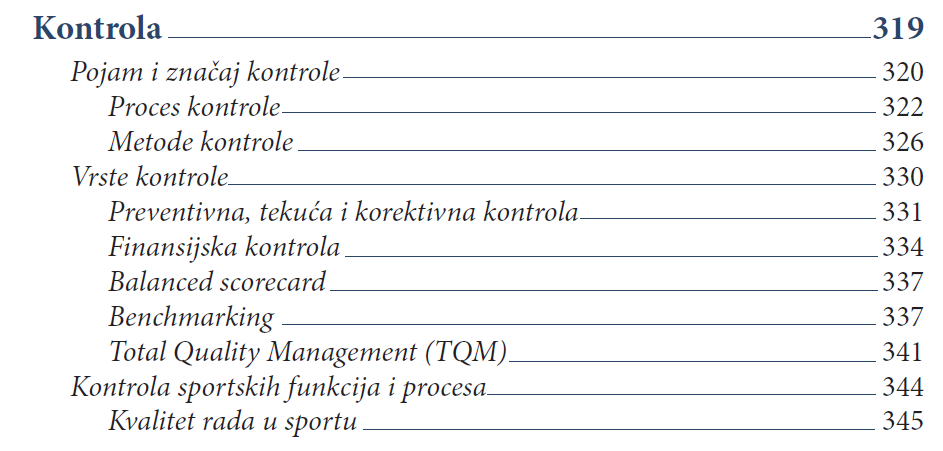 Kontrola 319
Pojam i značaj kontrole 320
Proces kontrole 322
Metode kontrole 326
Vrste kontrole 330
Preventivna, tekuća i korektivna kontrola 331
Finansijska kontrola 334
Balanced scorecard 337
Benchmarking 337
Total Quality Management (TQM) 341
Kontrola sportskih funkcija i procesa 344
Kvalitet rada u sportu 345